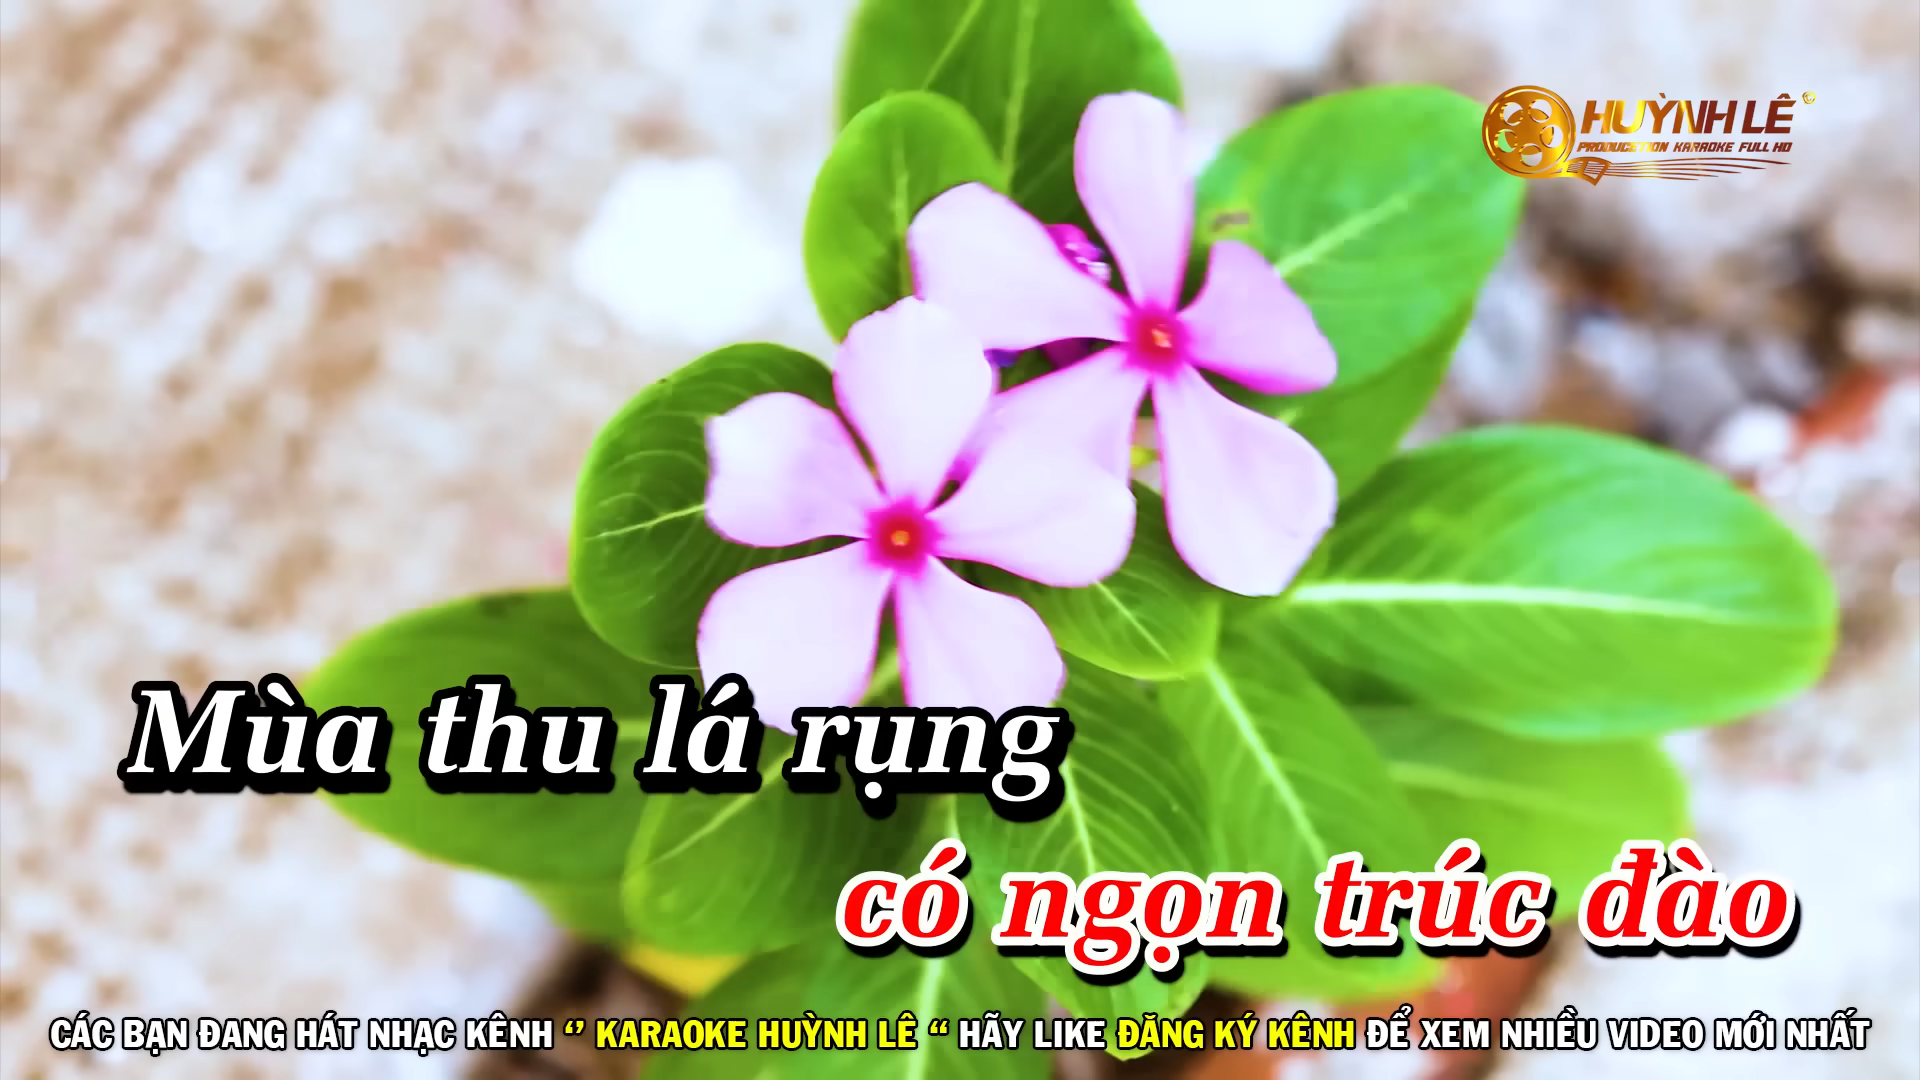 HUỲNH LÊ ©
PRODUCETION KARAOKE FULL HD
Mùa thu lá rụng
có ngọn trúc đào
CÁC BẠN ĐANG HÁT NHẠC KÊNH ‘’ KARAOKE HUỲNH LÊ “ HÃY LIKE ĐĂNG KÝ KÊNH ĐỂ XEM NHIỀU VIDEO MỚI NHẤT